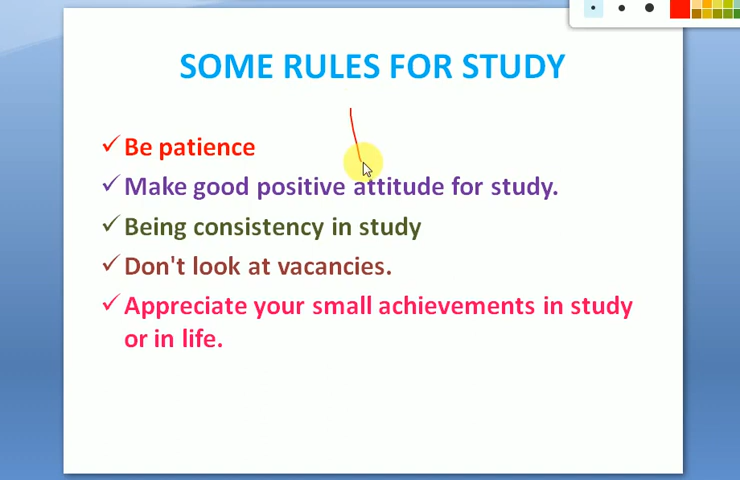 SOME RULES FOR STUDY
Be patience
Make good positive attitude for study.
Being consistency in study
Don't look at vacancies.
Appreciate your small achievements in study
or in life.